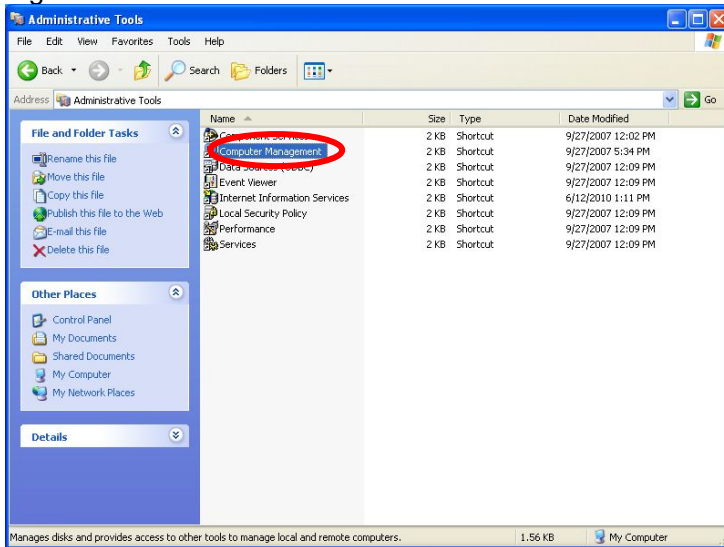 Administrative Tools
File Edit View Favorites Tools Help
Back Search Folders
Address Administrative Tools Go
Name Size Type Date Modified
File and Folder Tasks
Rename this file
Move this file
Copy this file
Publish this file to the Web
E-mail this file
Delete this file
Other Places
Control Panel
My Documents
Shared Documents
My Computer
My Network Places
Details
2 KB Shortcut 9/27/2007 12:02 PM
Computer Management 2 KB Shortcut 9/27/2007 5:34 PM
2 KB Shortcut 9/27/2007 12:09 PM
Event Viewer 2 KB Shortcut 9/27/2007 12:09 PM
Internet Information Services 2 KB Shortcut 6/12/2010 1:11 PM
Local Security Policy 2 KB Shortcut 9/27/2007 12:09 PM
Performance 2 KB Shortcut 9/27/2007 12:09 PM
Services 2 KB Shortcut 9/27/2007 12:09 PM
Manages disks and provides access to other tools to manage local and remote computers. 1.56 KB My Computer